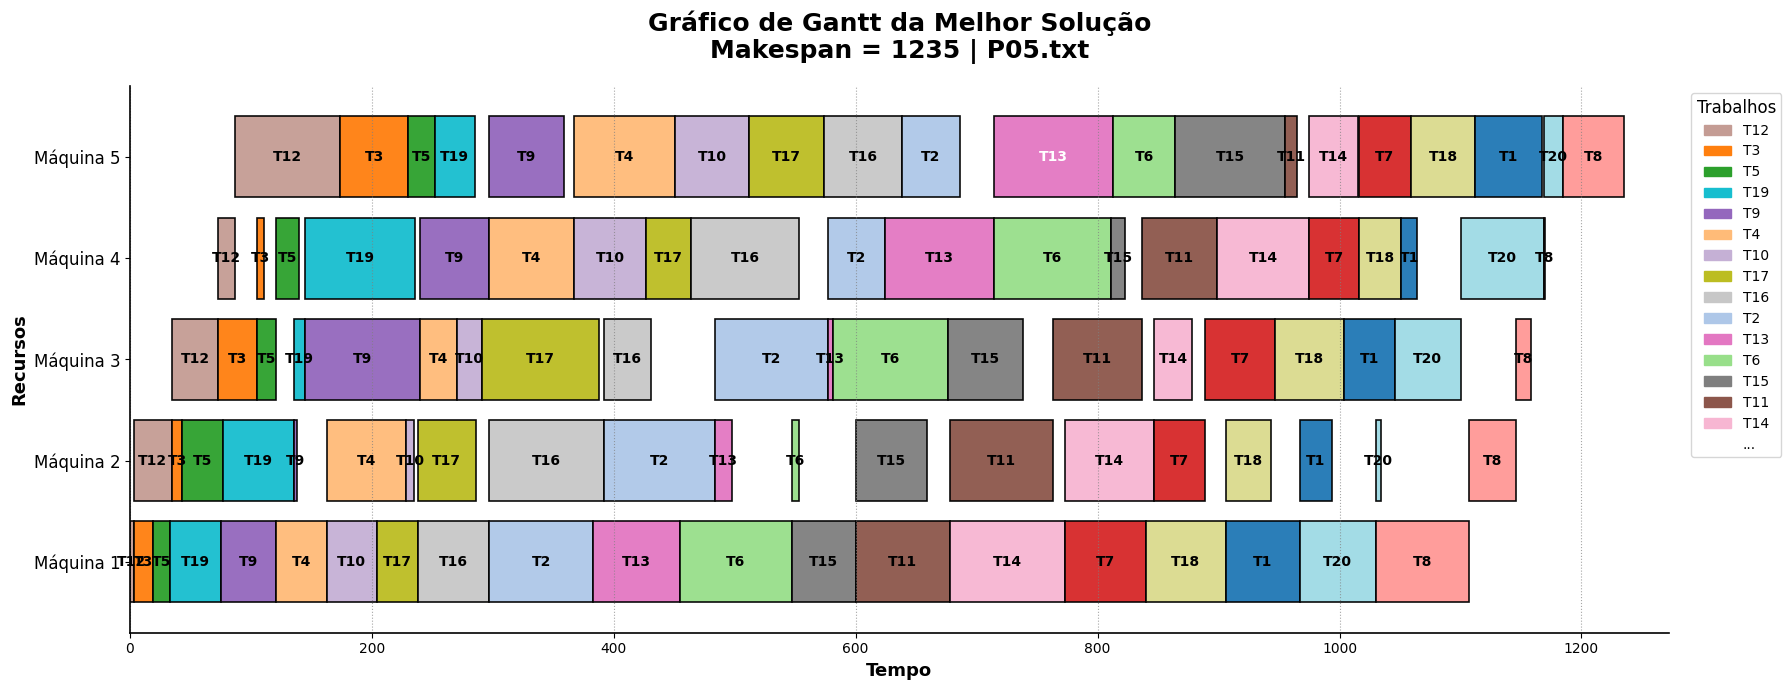 Gráfico de Gantt da Melhor Solução
Makespan = 1235 | P05.txt
Recursos
Máquina 5
T12 T3 T5 T19 T9 T4 T10 T17 T16 T2 T13 T6 T15 T11 T14 T7 T18 T1 T20 T8
Máquina 4
T12 T3 T5 T19 T9 T4 T10 T17 T16 T2 T13 T6 T15 T11 T14 T7 T18 T1 T20 T8
Máquina 3
T12 T3 T5 T19 T9 T4 T10 T17 T16 T2 T13 T6 T15 T11 T14 T7 T18 T1 T20 T8
Máquina 2
T12 T3 T5 T19 T9 T4 T10 T17 T16 T2 T13 T6 T15 T11 T14 T7 T18 T1 T20 T8
Máquina 1
T12 T3 T5 T19 T9 T4 T10 T17 T16 T2 T13 T6 T15 T11 T14 T7 T18 T1 T20 T8
0 200 400 600 800 1000 1200
Tempo
Trabalhos
T12
T3
T5
T19
T9
T4
T10
T17
T16
T2
T13
T6
T15
T11
T14
...